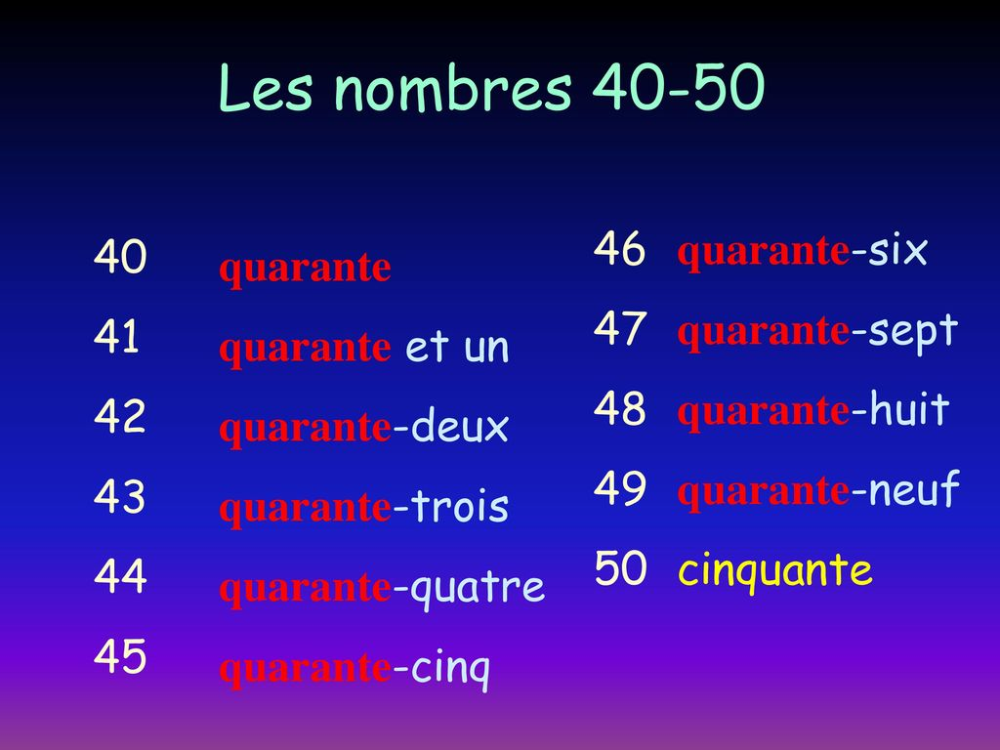 Les nombres 40-50
40 quarante
41 quarante et un
42 quarante-deux
43 quarante-trois
44 quarante-quatre
45 quarante-cinq
46 quarante-six
47 quarante-sept
48 quarante-huit
49 quarante-neuf
50 cinquante